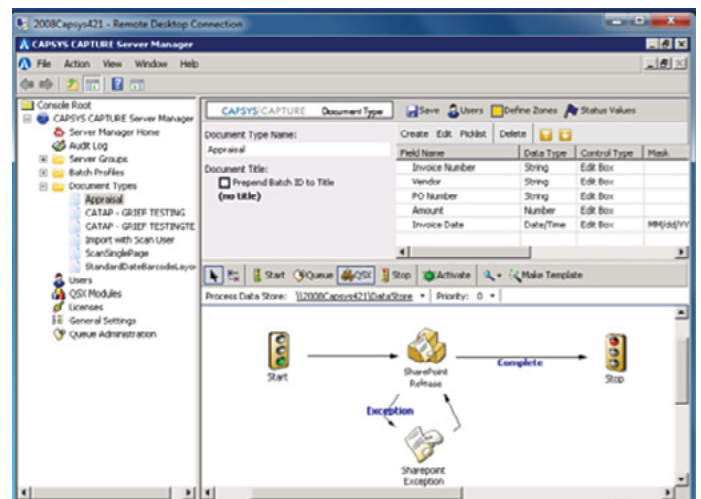 2008Capsys421 - Remote Desktop Connection
CAPSYS CAPTURE Server Manager
File Action View Window Help
Console Root
CAPSYS CAPTURE Server Manager
Server Manager Home
Audit Log
Server Groups
Batch Profiles
Document Types
Appraisal
CATAP - GRIEF TESTING
CATAP - GRIEF TESTINGTE
Import with Scan User
ScanSinglePage
StandardDateBarcodeLayou
Users
QSX Modules
Licenses
General Settings
Queue Administration
CAPSYS CAPTURE Document Type
Save Users Define Zones Status Values
Document Type Name:
Appraisal
Document Title:
Prepend Batch ID to Title
(no title)
Create Edit Picklist Delete
Field Name Data Type Control Type Mask
Invoice Number String Edit Box
Vendor String Edit Box
PO Number String Edit Box
Amount Number Edit Box
Invoice Date Date/Time Edit Box MM/dd/YY
Start Queue QSX Stop Activate Make Template
Process Data Store: \\2008Capsys421\DataStore Priority: 0
Start
SharePoint
Release
Complete
Stop
Exception
Sharepoint
Exception